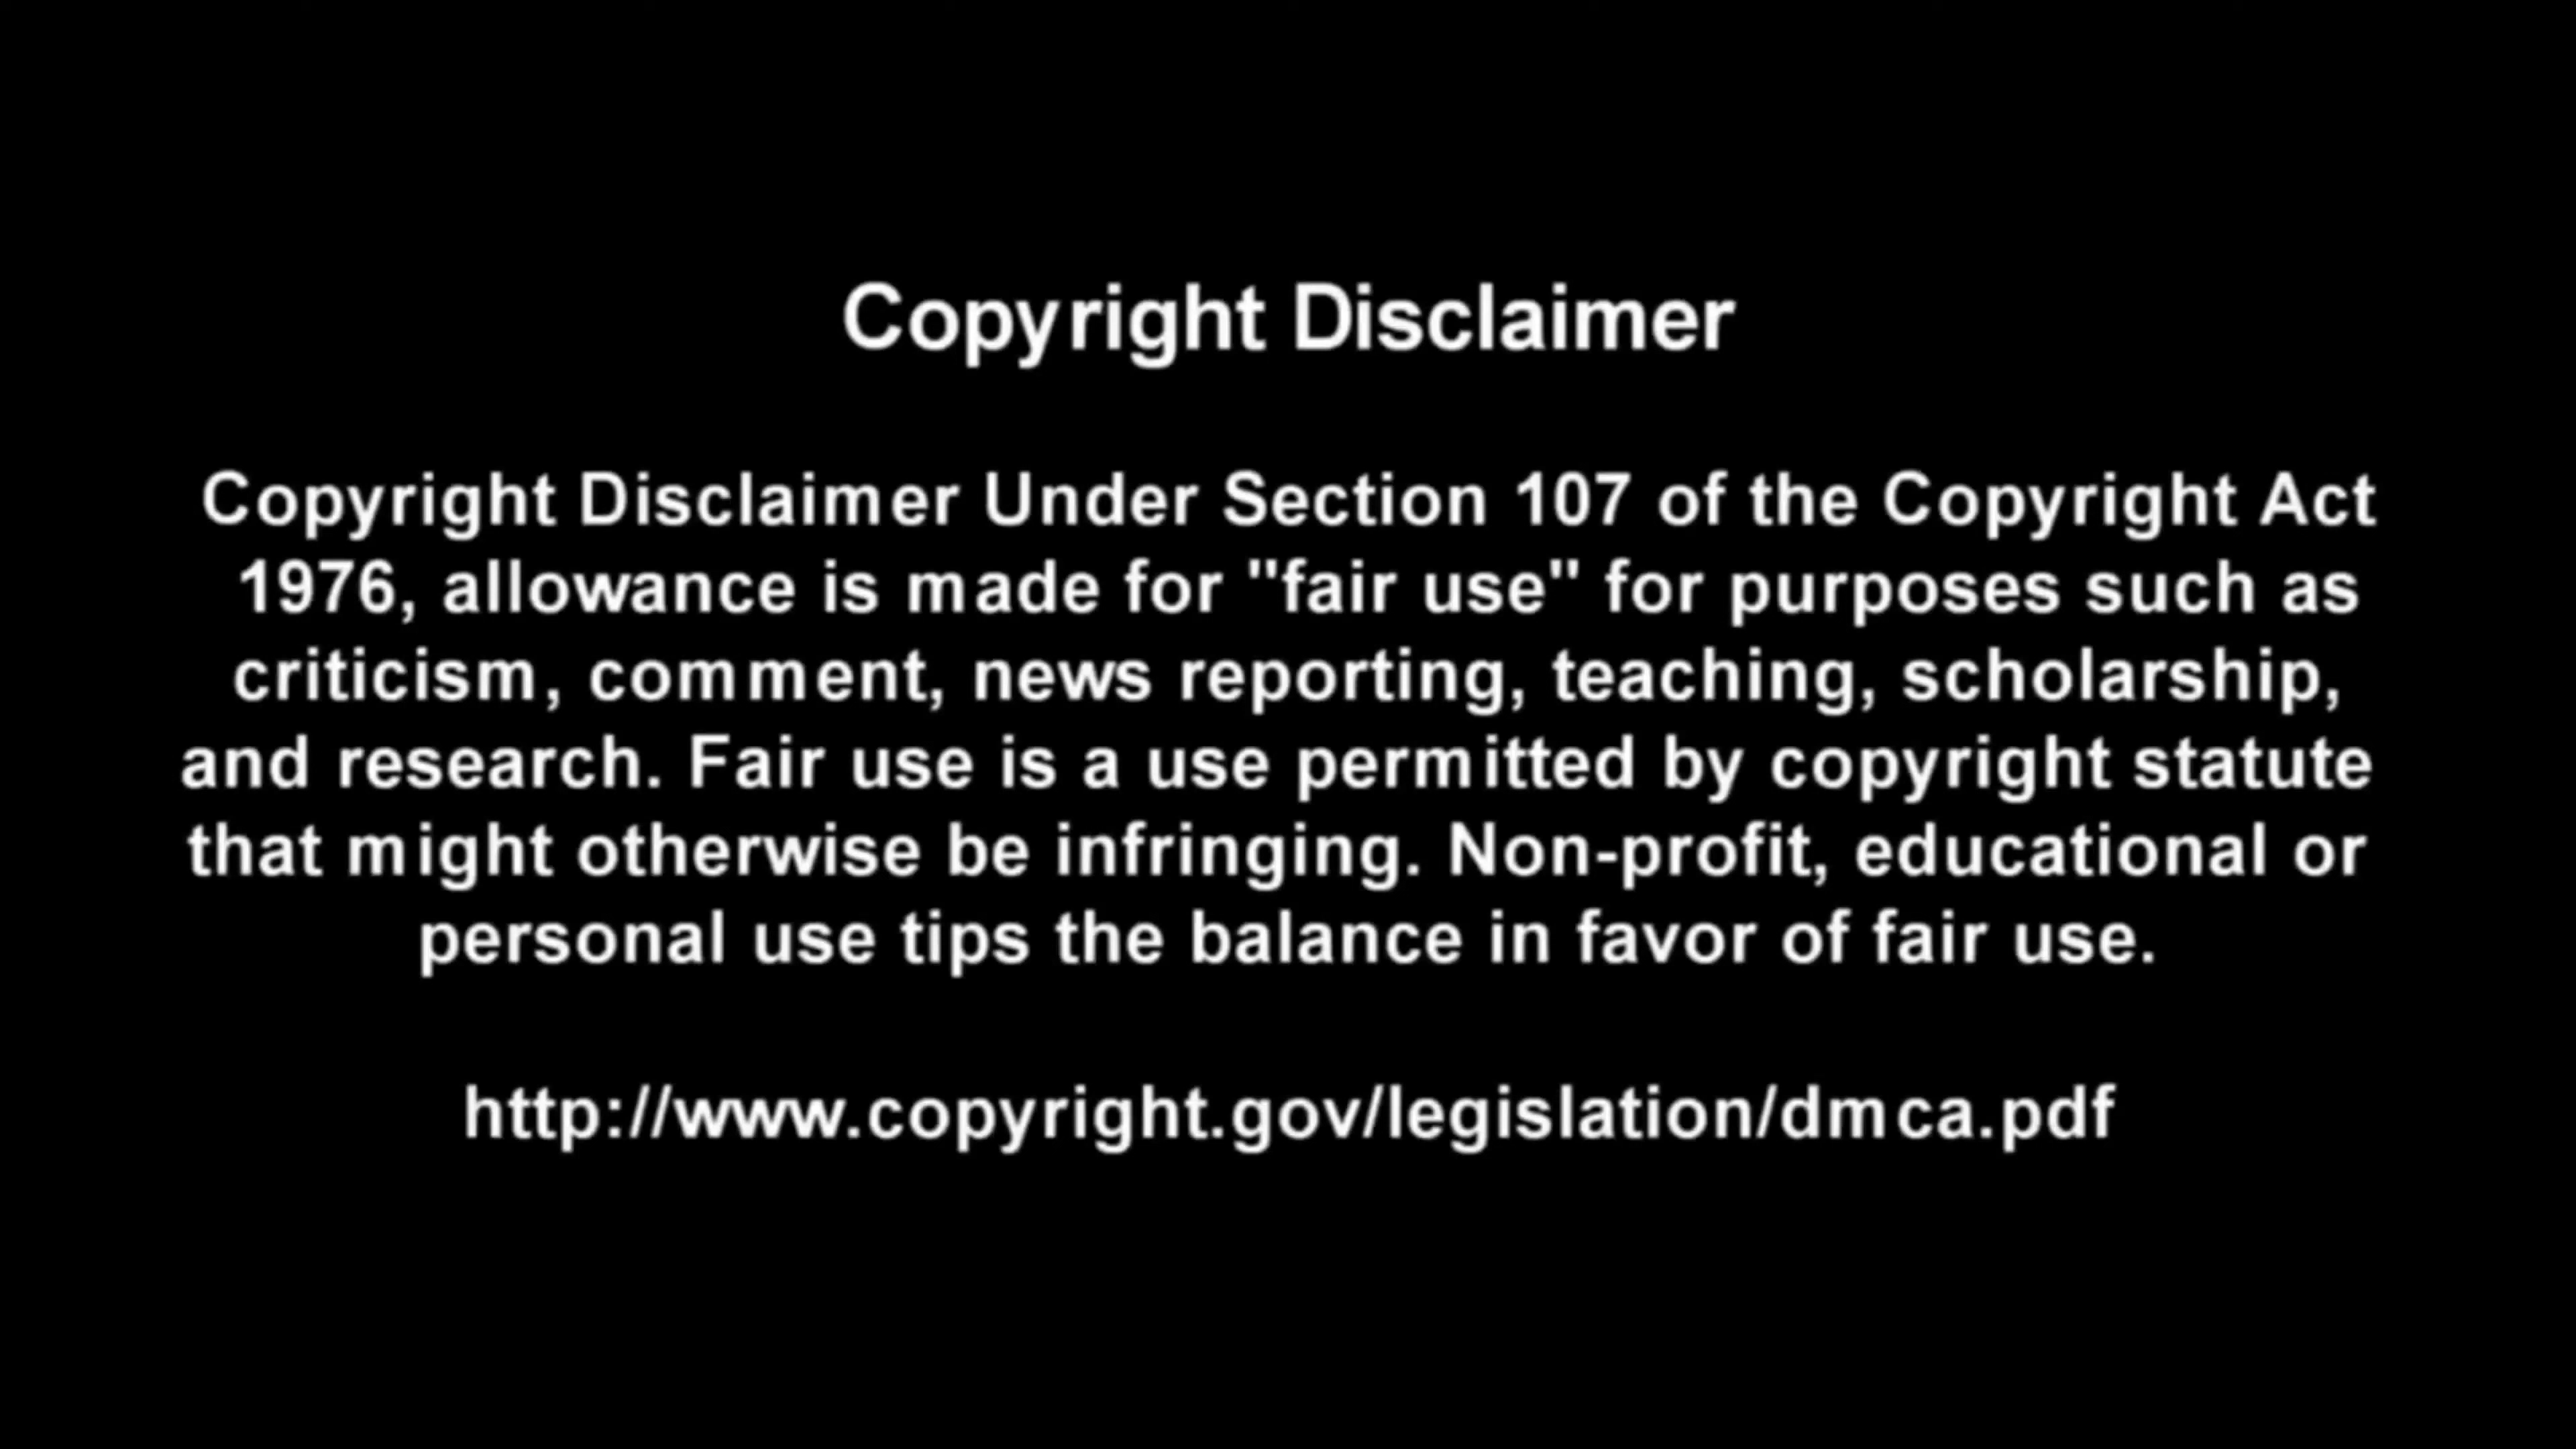 Copyright Disclaimer
Copyright Disclaimer Under Section 107 of the Copyright Act
1976, allowance is made for "fair use" for purposes such as
criticism, comment, news reporting, teaching, scholarship,
and research. Fair use is a use permitted by copyright statute
that might otherwise be infringing. Non-profit, educational or
personal use tips the balance in favor of fair use.
http://www.copyright.gov/legislation/dmca.pdf